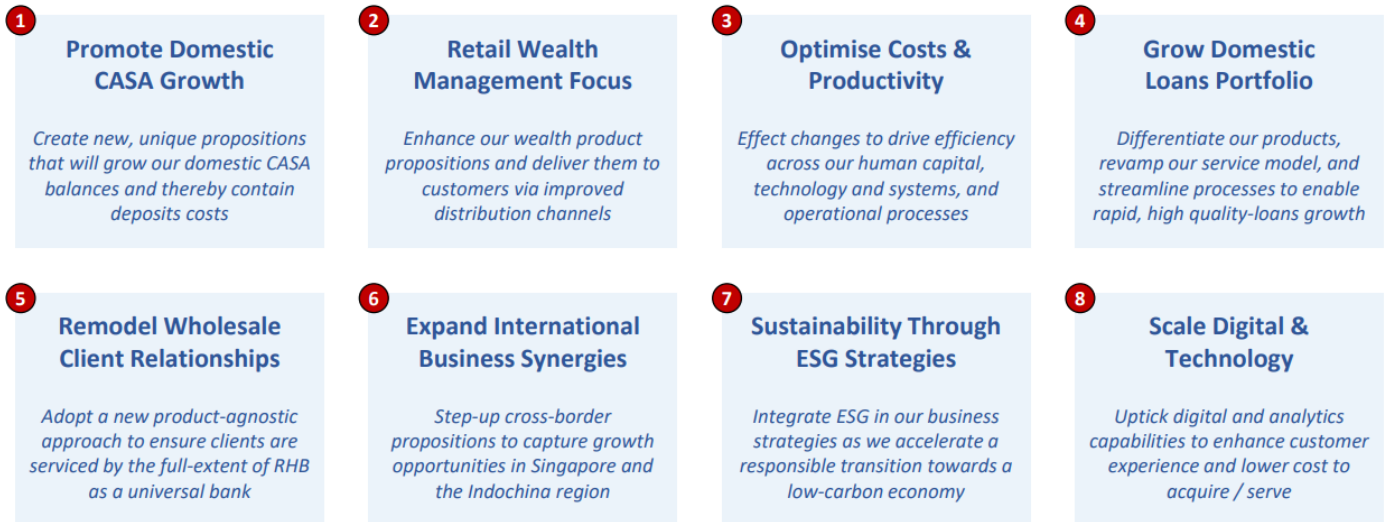 1
Promote Domestic
CASA Growth
Create new, unique propositions
that will grow our domestic CASA
balances and thereby contain
deposits costs
2
Retail Wealth
Management Focus
Enhance our wealth product
propositions and deliver them to
customers via improved
distribution channels
3
Optimise Costs &
Productivity
Effect changes to drive efficiency
across our human capital,
technology and systems, and
operational processes
4
Grow Domestic
Loans Portfolio
Differentiate our products,
revamp our service model, and
streamline processes to enable
rapid, high quality-loans growth
5
Remodel Wholesale
Client Relationships
Adopt a new product-agnostic
approach to ensure clients are
serviced by the full-extent of RHB
as a universal bank
6
Expand International
Business Synergies
Step-up cross-border
propositions to capture growth
opportunities in Singapore and
the Indochina region
7
Sustainability Through
ESG Strategies
Integrate ESG in our business
strategies as we accelerate a
responsible transition towards a
low-carbon economy
8
Scale Digital &
Technology
Uptick digital and analytics
capabilities to enhance customer
experience and lower cost to
acquire / serve